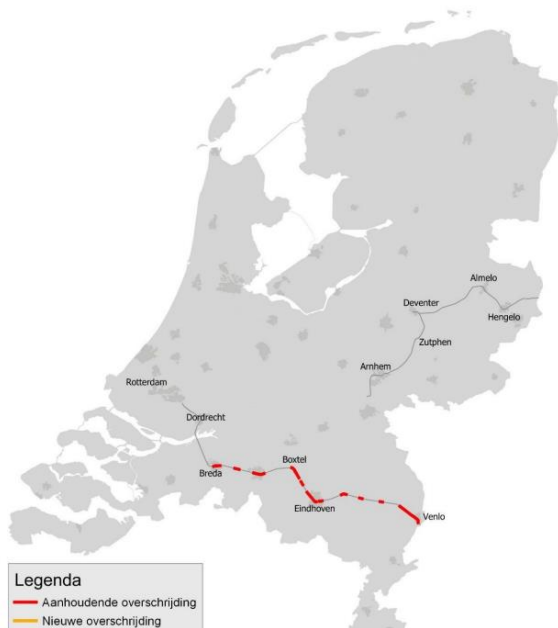 Almelo
Deventer
Hengelo
Zutphen
Arnhem
Rotterdam
Dordrecht
Boxtel
Breda
Eindhoven
Venlo
Legenda
Aanhoudende overschrijding
Nieuwe overschrijding